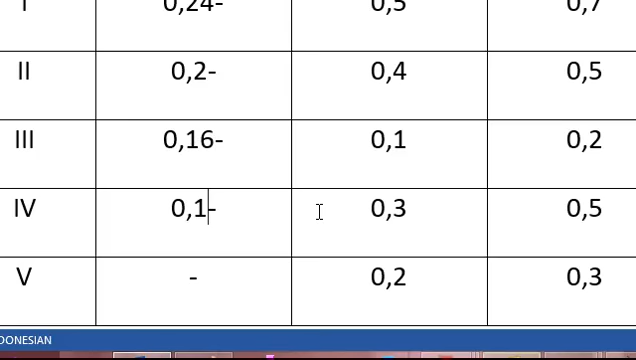 I 0,24- 0,5 0,7
II 0,2- 0,4 0,5
III 0,16- 0,1 0,2
IV 0,1- 0,3 0,5
V - 0,2 0,3
DONESIAN